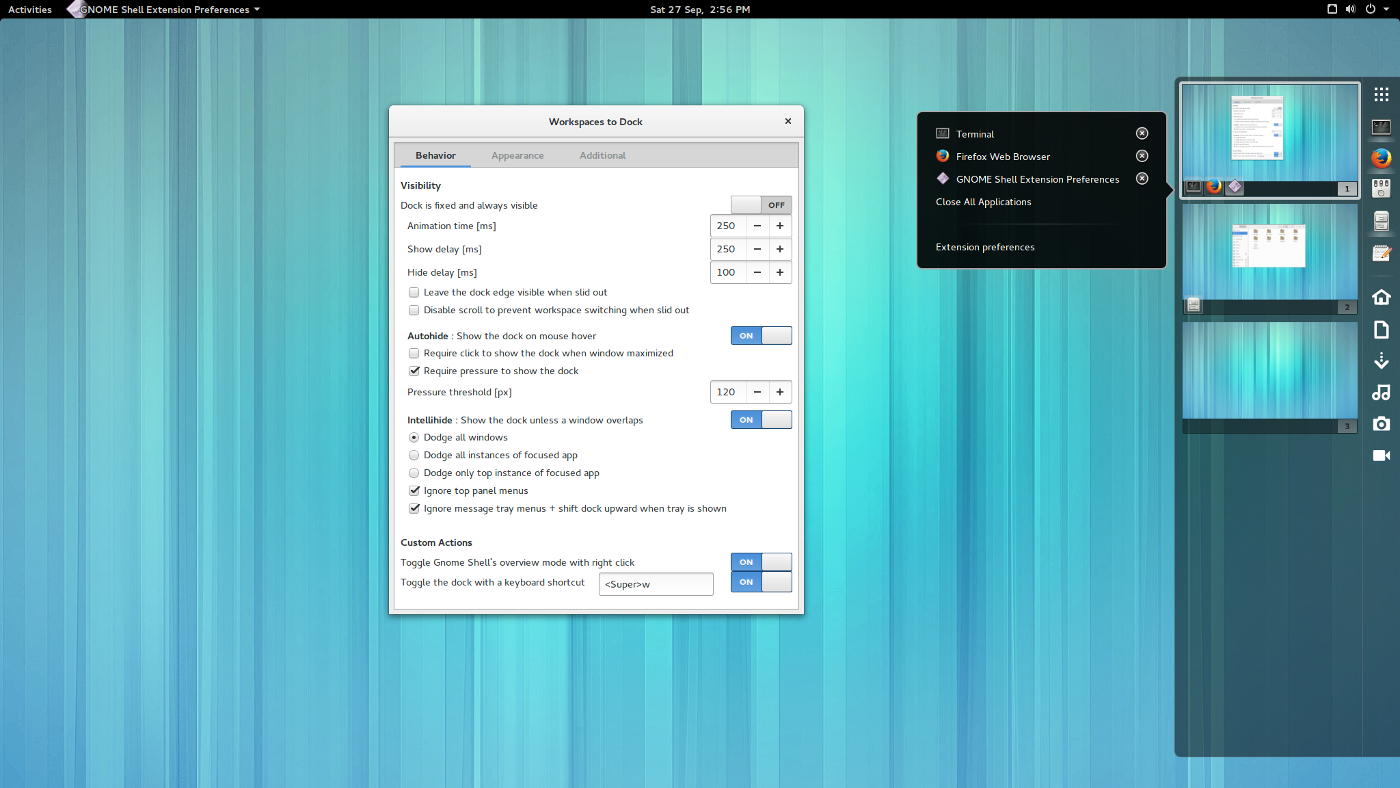 Activities
GNOME Shell Extension Preferences
Sat 27 Sep, 2:56 PM
Workspaces to Dock
Behavior
Appearance
Additional
Visibility
Dock is fixed and always visible
OFF
Animation time [ms]
250
Show delay [ms]
250
Hide delay [ms]
100
Leave the dock edge visible when slid out
Disable scroll to prevent workspace switching when slid out
Autohide : Show the dock on mouse hover
ON
Require click to show the dock when window maximized
Require pressure to show the dock
Pressure threshold [px]
120
Intellihide : Show the dock unless a window overlaps
ON
Dodge all windows
Dodge all instances of focused app
Dodge only top instance of focused app
Ignore top panel menus
Ignore message tray menus + shift dock upward when tray is shown
Custom Actions
Toggle Gnome Shell's overview mode with right click
ON
Toggle the dock with a keyboard shortcut
<Super>w
ON
Terminal
Firefox Web Browser
GNOME Shell Extension Preferences
Close All Applications
Extension preferences
1
2
3